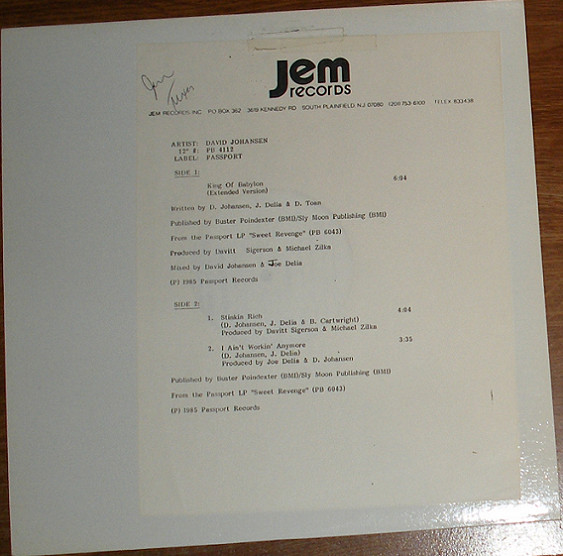 Jem
jem
records
JEM RECORDS, INC. PO BOX 362 3619 KENNEDY RD SOUTH PLAINFIELD, N.J. 07080 (201) 753-6100 TELEX 833438
ARTIST: DAVID JOHANSEN
12" #: PB 4112
LABEL: PASSPORT
SIDE 1:
King Of Babylon 6:04
(Extended Version)
Written by D. Johansen, J. Delia & D. Toan
Published by Buster Poindexter (BMI)/Sly Moon Publishing (BMI)
From the Passport LP "Sweet Revenge" (PB 6043)
Produced by Davitt Sigerson & Michael Zilka
Mixed by David Johansen & Joe Delia
(P) 1985 Passport Records
SIDE 2:
1. Stinkin Rich 4:04
(D. Johansen, J. Delia & B. Cartwright)
Produced by Davitt Sigerson & Michael Zilka
2. I Ain't Workin' Anymore 3:35
(D. Johansen, J. Delia)
Produced by Joe Delia & D. Johansen
Published by Buster Poindexter (BMI)/Sly Moon Publishing (BMI)
From the Passport LP "Sweet Revenge" (PB 6043)
(P) 1985 Passport Records